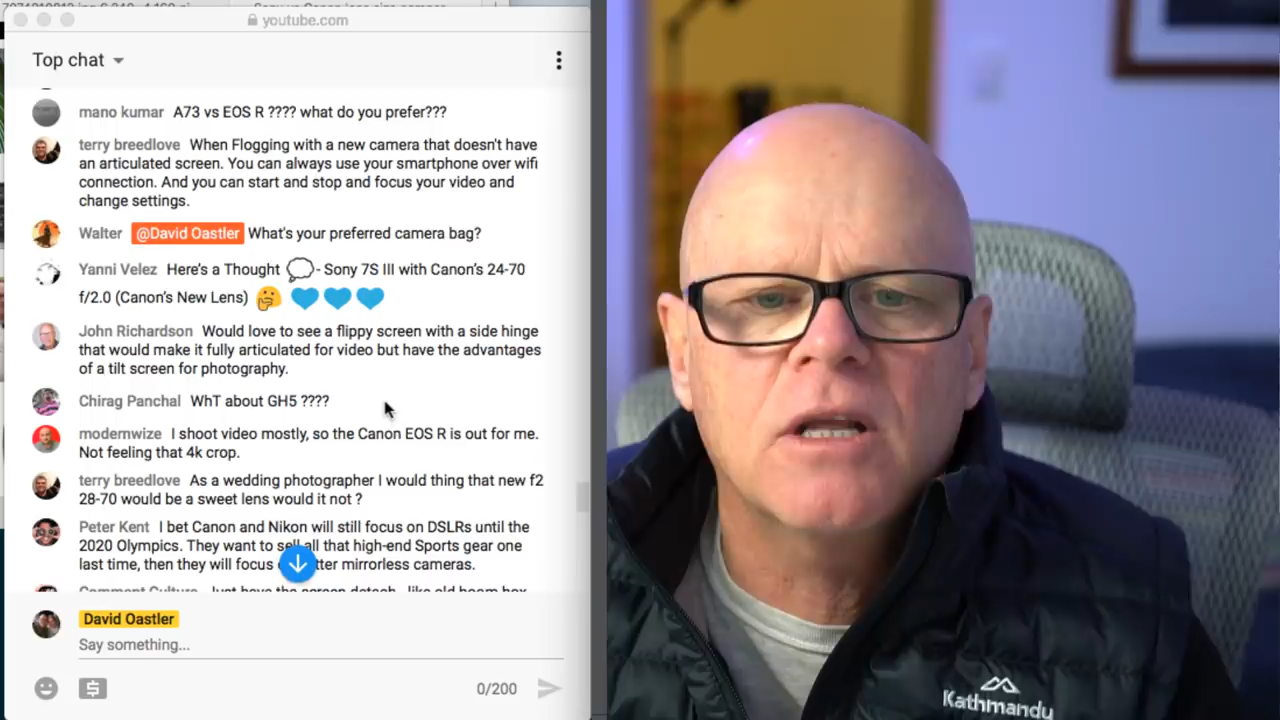 youtube.com
Top chat
mano kumar A73 vs EOS R ???? what do you prefer???
terry breedlove When Flogging with a new camera that doesn't have
an articulated screen. You can always use your smartphone over wifi
connection. And you can start and stop and focus your video and
change settings.
Walter @David Oastler What's your preferred camera bag?
Yanni Velez Here's a Thought 💭- Sony 7S III with Canon's 24-70
f/2.0 (Canon's New Lens) 🤔 💙 💙 💙
John Richardson Would love to see a flippy screen with a side hinge
that would make it fully articulated for video but have the advantages
of a tilt screen for photography.
Chirag Panchal WhT about GH5 ????
modernwize I shoot video mostly, so the Canon EOS R is out for me.
Not feeling that 4k crop.
terry breedlove As a wedding photographer I would thing that new f2
28-70 would be a sweet lens would it not ?
Peter Kent I bet Canon and Nikon will still focus on DSLRs until the
2020 Olympics. They want to sell all that high-end Sports gear one
last time, then they will focus mirrorless cameras.
David Oastler
Say something...
0/200
Kathmandu